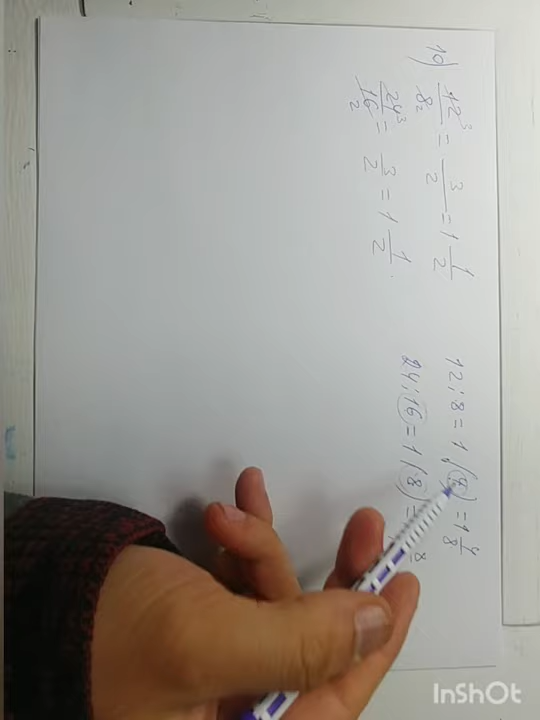 10) 12³/8₂ = 3/2 = 1 1/2
24³/16₂ = 3/2 = 1 1/2.
12:8=1(4)=1 4/8
24:16=1(8)=
InShOt